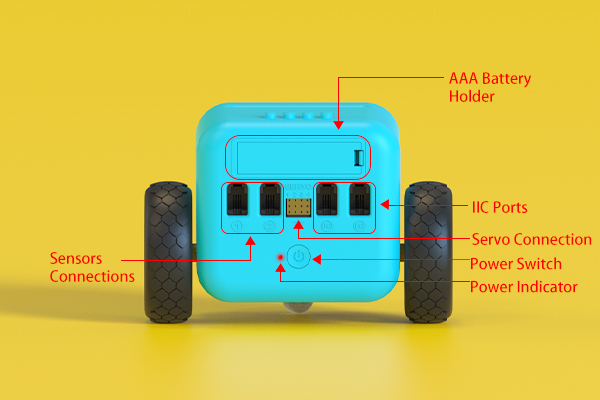 AAA Battery
Holder
IIC Ports
Servo Connection
Power Switch
Power Indicator
Sensors
Connections